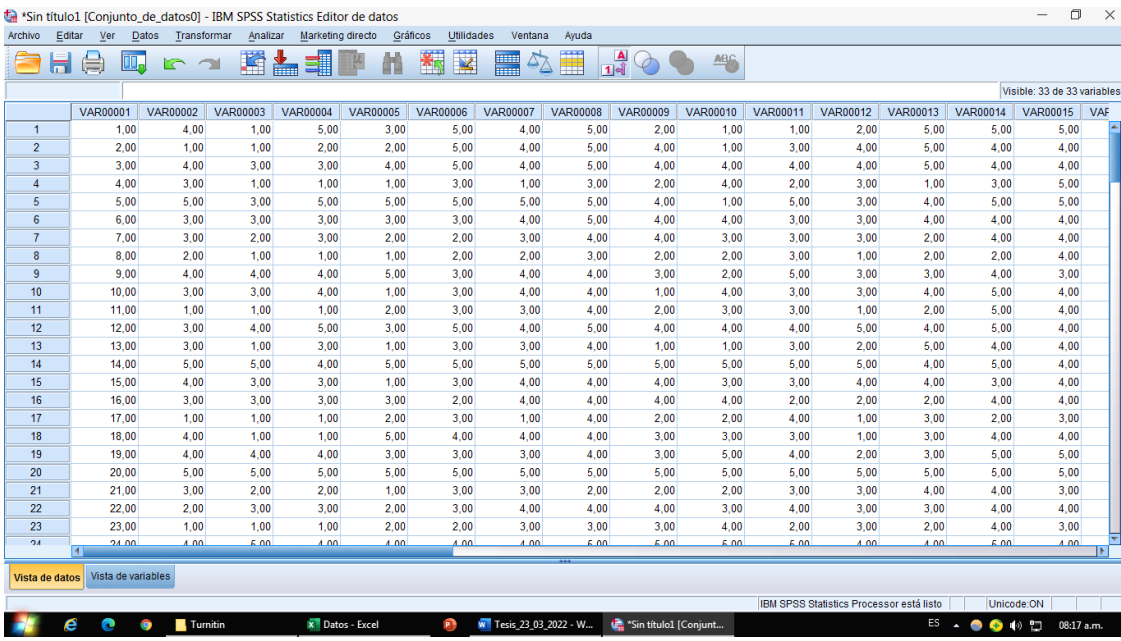 *Sin título1 [Conjunto_de_datos0] - IBM SPSS Statistics Editor de datos
Archivo Editar Ver Datos Transformar Analizar Marketing directo Gráficos Utilidades Ventana Ayuda
Visible: 33 de 33 variables
VAR00001 VAR00002 VAR00003 VAR00004 VAR00005 VAR00006 VAR00007 VAR00008 VAR00009 VAR00010 VAR00011 VAR00012 VAR00013 VAR00014 VAR00015
1 1,00 4,00 1,00 5,00 3,00 5,00 4,00 5,00 2,00 1,00 1,00 2,00 5,00 5,00 5,00
2 2,00 1,00 1,00 2,00 2,00 5,00 4,00 5,00 4,00 1,00 3,00 4,00 5,00 4,00 4,00
3 3,00 4,00 3,00 3,00 4,00 5,00 4,00 5,00 4,00 4,00 4,00 4,00 5,00 4,00 4,00
4 4,00 3,00 1,00 1,00 1,00 3,00 1,00 3,00 2,00 4,00 2,00 3,00 1,00 3,00 5,00
5 5,00 5,00 3,00 5,00 5,00 5,00 5,00 5,00 4,00 1,00 5,00 3,00 4,00 5,00 5,00
6 6,00 3,00 3,00 3,00 3,00 3,00 4,00 5,00 4,00 4,00 3,00 3,00 4,00 4,00 4,00
7 7,00 3,00 2,00 3,00 2,00 2,00 3,00 4,00 4,00 3,00 3,00 3,00 2,00 4,00 4,00
8 8,00 2,00 1,00 1,00 1,00 2,00 2,00 3,00 2,00 2,00 3,00 1,00 2,00 2,00 4,00
9 9,00 4,00 4,00 4,00 5,00 3,00 4,00 4,00 3,00 2,00 5,00 3,00 3,00 4,00 3,00
10 10,00 3,00 3,00 4,00 1,00 3,00 4,00 4,00 1,00 4,00 3,00 3,00 4,00 5,00 4,00
11 11,00 1,00 1,00 1,00 2,00 3,00 3,00 4,00 2,00 3,00 3,00 1,00 2,00 5,00 4,00
12 12,00 3,00 4,00 5,00 3,00 5,00 4,00 5,00 4,00 4,00 4,00 5,00 4,00 5,00 4,00
13 13,00 3,00 1,00 3,00 1,00 3,00 3,00 4,00 1,00 1,00 3,00 2,00 5,00 4,00 4,00
14 14,00 5,00 5,00 4,00 5,00 5,00 5,00 5,00 5,00 5,00 5,00 5,00 4,00 5,00 4,00
15 15,00 4,00 3,00 3,00 1,00 3,00 4,00 4,00 4,00 3,00 3,00 4,00 4,00 3,00 4,00
16 16,00 3,00 3,00 3,00 3,00 2,00 4,00 4,00 4,00 4,00 2,00 2,00 2,00 4,00 4,00
17 17,00 1,00 1,00 1,00 2,00 3,00 1,00 4,00 2,00 2,00 4,00 1,00 3,00 2,00 3,00
18 18,00 4,00 1,00 1,00 5,00 4,00 4,00 4,00 3,00 3,00 3,00 1,00 3,00 4,00 4,00
19 19,00 4,00 4,00 4,00 3,00 3,00 3,00 4,00 3,00 5,00 4,00 2,00 3,00 5,00 5,00
20 20,00 5,00 5,00 5,00 5,00 5,00 5,00 5,00 5,00 5,00 5,00 5,00 5,00 5,00 5,00
21 21,00 3,00 2,00 2,00 1,00 3,00 3,00 2,00 2,00 2,00 3,00 3,00 4,00 4,00 3,00
22 22,00 2,00 3,00 3,00 2,00 3,00 4,00 4,00 4,00 3,00 4,00 3,00 3,00 4,00 4,00
23 23,00 1,00 1,00 1,00 2,00 2,00 3,00 3,00 3,00 4,00 2,00 3,00 2,00 4,00 3,00
Vista de datos Vista de variables
IBM SPSS Statistics Processor está listo Unicode:ON
Turnitin Datos - Excel Tesis_23_03_2022 - W... *Sin título1 [Conjunt... ES 08:17 a.m.